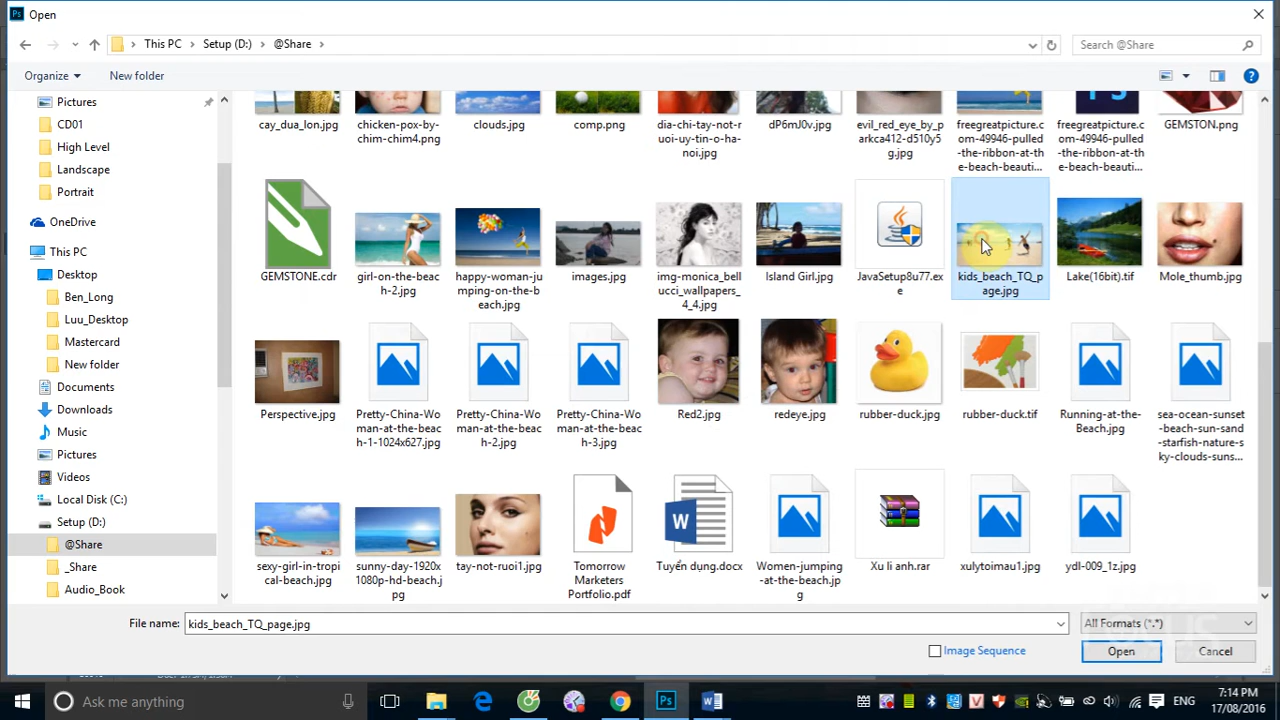 Open
This PC
Setup (D:)
@Share
Search @Share
Organize
New folder
Pictures
CD01
High Level
Landscape
Portrait
OneDrive
This PC
Desktop
Ben_Long
Luu_Desktop
Mastercard
New folder
Documents
Downloads
Music
Pictures
Videos
Local Disk (C:)
Setup (D:)
@Share
_Share
Audio_Book
cay_dua_lon.jpg
chicken-pox-by-
chim-chim4.png
clouds.jpg
comp.png
dia-chi-tay-not-r
uoi-uy-tin-o-ha-
noi.jpg
dP6mJ0v.jpg
evil_red_eye_by_p
arkca412-d510y5
g.jpg
freegreatpicture.c
om-49946-pulled
-the-ribbon-at-th
e-beach-beauti...
freegreatpicture.c
om-49946-pulled
-the-ribbon-at-th
e-beach-beauti...
GEMSTON.png
GEMSTONE.cdr
girl-on-the-beac
h-2.jpg
happy-woman-ju
mping-on-the-b
each.jpg
images.jpg
img-monica_bell
ucci_wallpapers_
4_4.jpg
Island Girl.jpg
JavaSetup8u77.ex
e
kids_beach_TQ_p
age.jpg
Lake(16bit).tif
Mole_thumb.jpg
Perspective.jpg
Pretty-China-Wo
man-at-the-beac
h-1-1024x627.jpg
Pretty-China-Wo
man-at-the-beac
h-2.jpg
Pretty-China-Wo
man-at-the-beac
h-3.jpg
Red2.jpg
redeye.jpg
rubber-duck.jpg
rubber-duck.tif
Running-at-the-
Beach.jpg
sea-ocean-sunset
-beach-sun-sand
-starfish-nature-s
ky-clouds-suns...
sexy-girl-in-tropi
cal-beach.jpg
sunny-day-1920x
1080p-hd-beach.j
pg
tay-not-ruoi1.jpg
Tomorrow
Marketers
Portfolio.pdf
Tuyển dụng.docx
Women-jumping
-at-the-beach.jp
g
Xu li anh.rar
xulytoimau1.jpg
ydl-009_1z.jpg
File name:
kids_beach_TQ_page.jpg
All Formats (*.*)
Image Sequence
Open
Cancel
Ask me anything
ENG
7:14 PM
17/08/2016